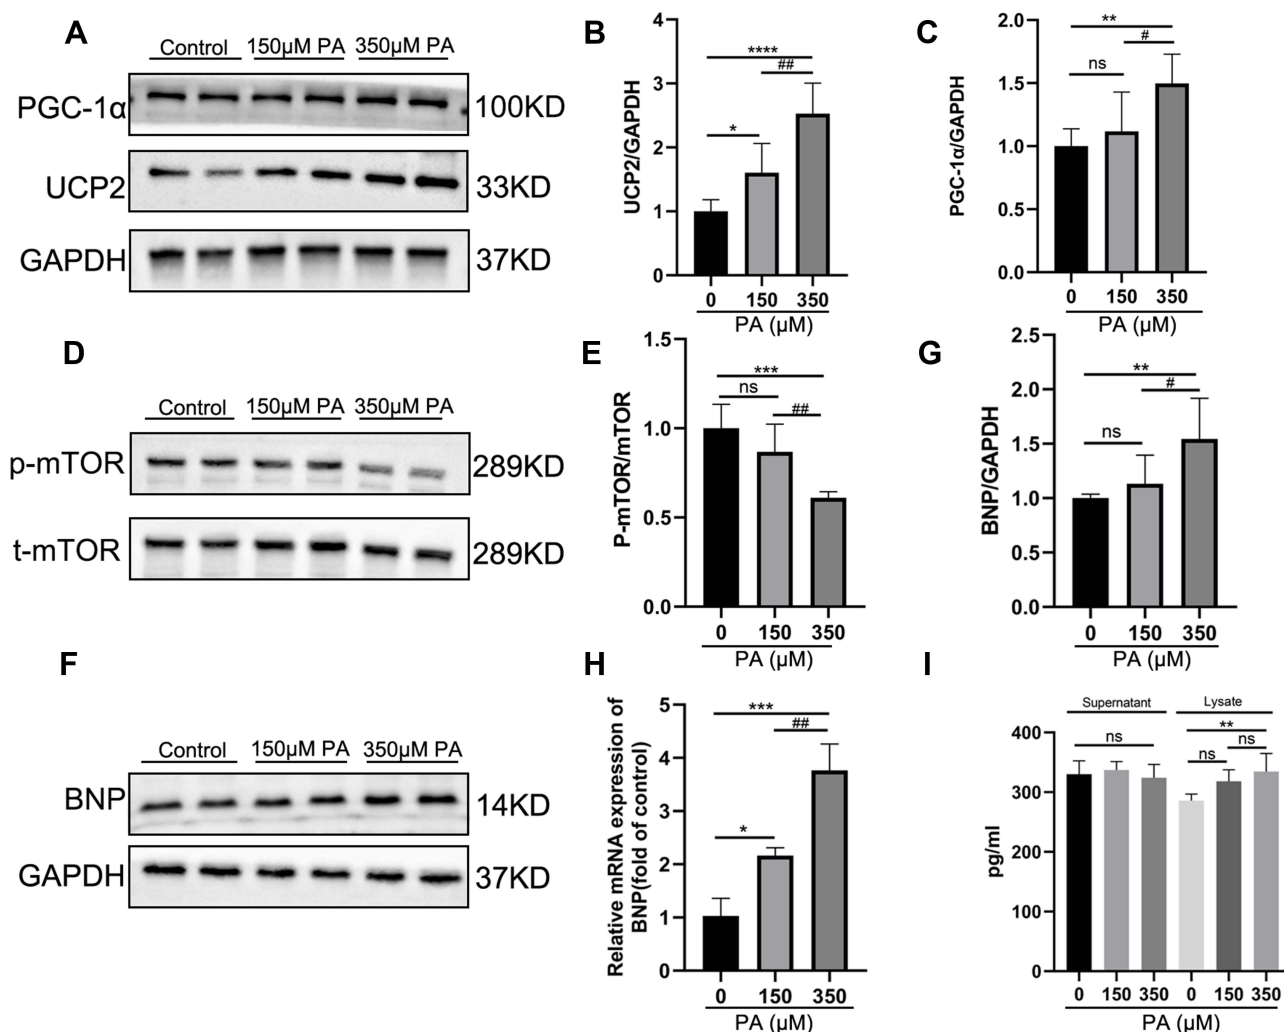 A
Control 150μM PA 350μM PA
PGC-1α 100KD
UCP2 33KD
GAPDH 37KD
B
UCP2/GAPDH
4
3
2
1
0
****
##
*
0 150 350
PA (μM)
C
PGC-1α/GAPDH
2.0
1.5
1.0
0.5
0.0
**
#
ns
0 150 350
PA (μM)
D
Control 150μM PA 350μM PA
p-mTOR 289KD
t-mTOR 289KD
E
P-mTOR/mTOR
1.5
1.0
0.5
0.0
***
ns
##
0 150 350
PA (μM)
G
BNP/GAPDH
2.5
2.0
1.5
1.0
0.5
0.0
**
#
ns
0 150 350
PA (μM)
F
Control 150μM PA 350μM PA
BNP 14KD
GAPDH 37KD
H
Relative mRNA expression of
BNP(fold of control)
5
4
3
2
1
0
***
##
*
0 150 350
PA (μM)
I
pg/ml
400
300
200
100
0
Supernatant Lysate
ns
**
ns
ns
0 150 350 0 150 350
PA (μM)